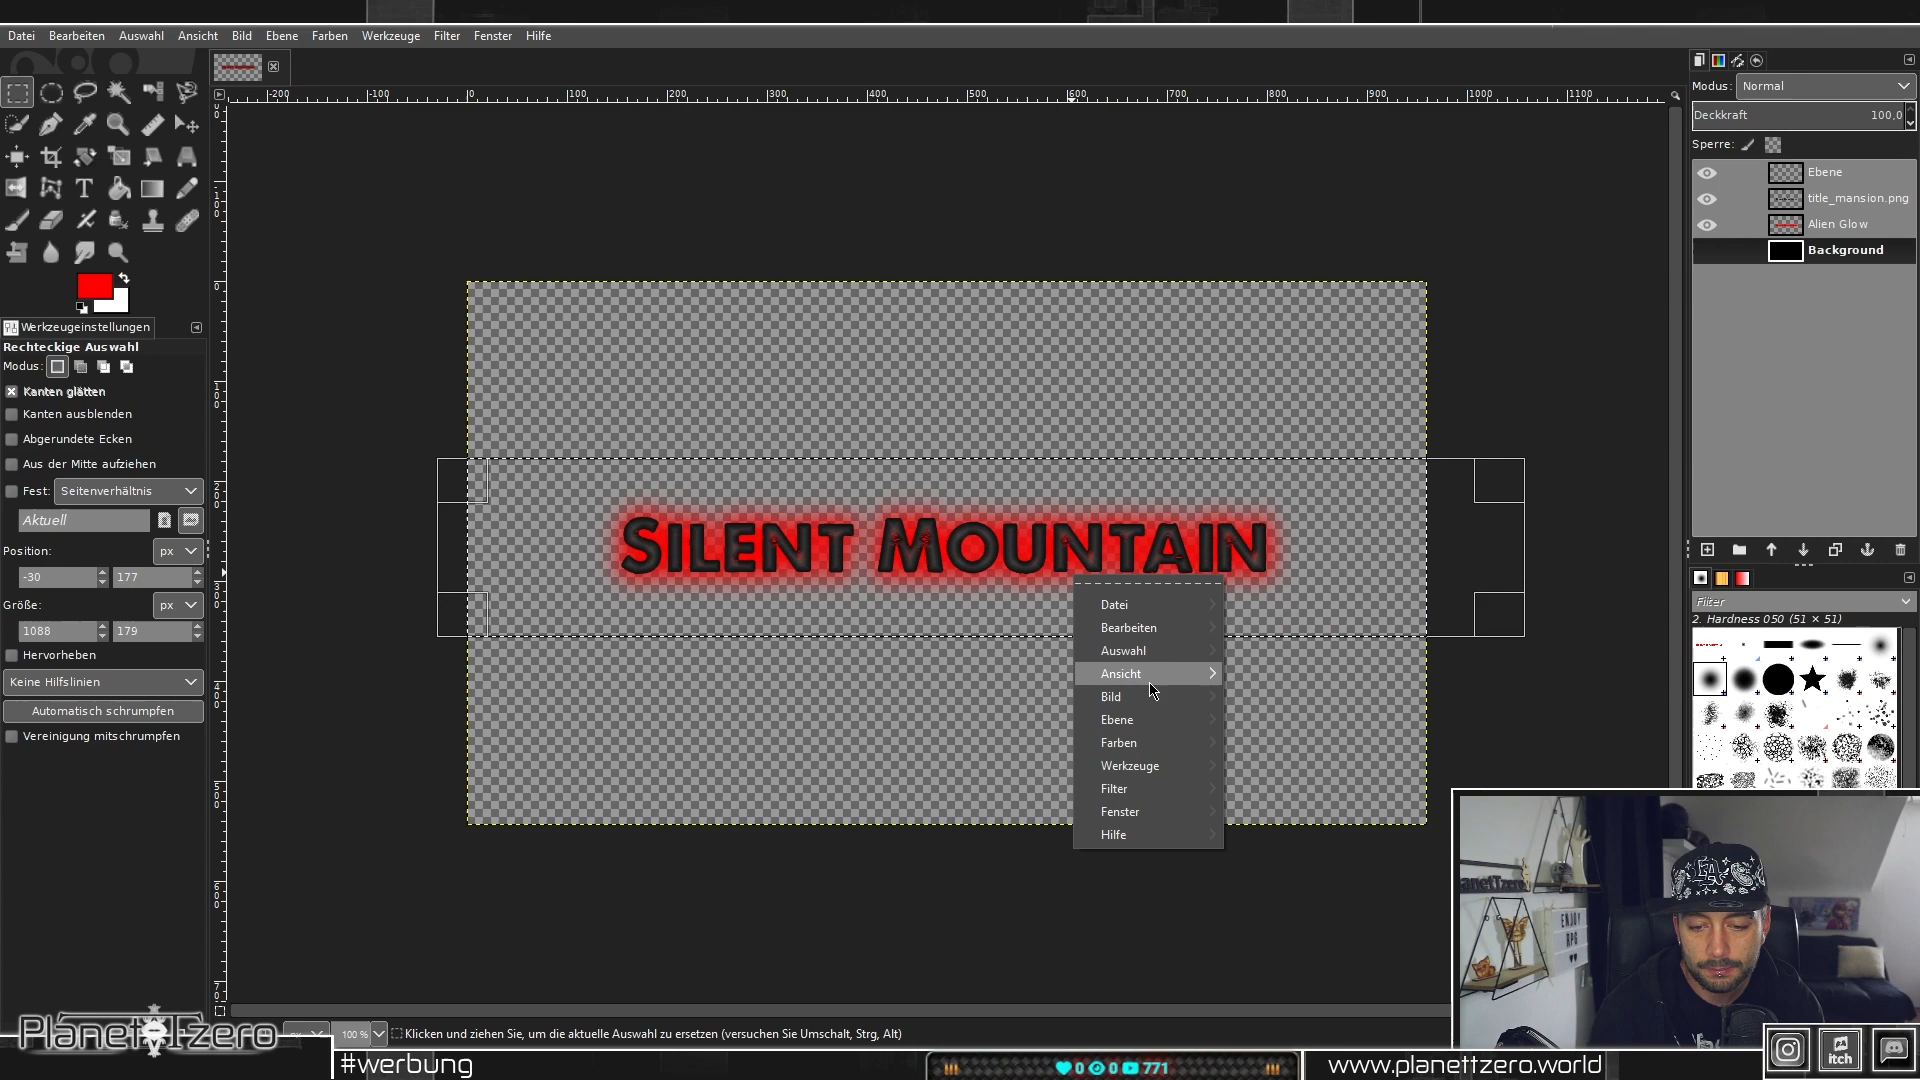 Datei Bearbeiten Auswahl Ansicht Bild Ebene Farben Werkzeuge Filter Fenster Hilfe
-200 -100 0 100 200 300 400 500 600 700 800 900 1000 1100
Modus: Normal
Deckkraft 100,0
Sperre:
Ebene
title_mansion.png
Alien Glow
Background
Werkzeugeinstellungen
Rechteckige Auswahl
Modus:
Kanten glätten
Kanten ausblenden
Abgerundete Ecken
Aus der Mitte aufziehen
Fest: Seitenverhältnis
Aktuell
Position: px
-30 177
Größe: px
1088 179
Hervorheben
Keine Hilfslinien
Automatisch schrumpfen
Vereinigung mitschrumpfen
Silent Mountain
Datei
Bearbeiten
Auswahl
Ansicht
Bild
Ebene
Farben
Werkzeuge
Filter
Fenster
Hilfe
Filter
2. Hardness 050 (51 × 51)
ENJOY
RPG
PlanetTzero
100 % Klicken und ziehen Sie, um die aktuelle Auswahl zu ersetzen (versuchen Sie Umschalt, Strg, Alt)
#werbung
0 0 771
www.planettzero.world
itch